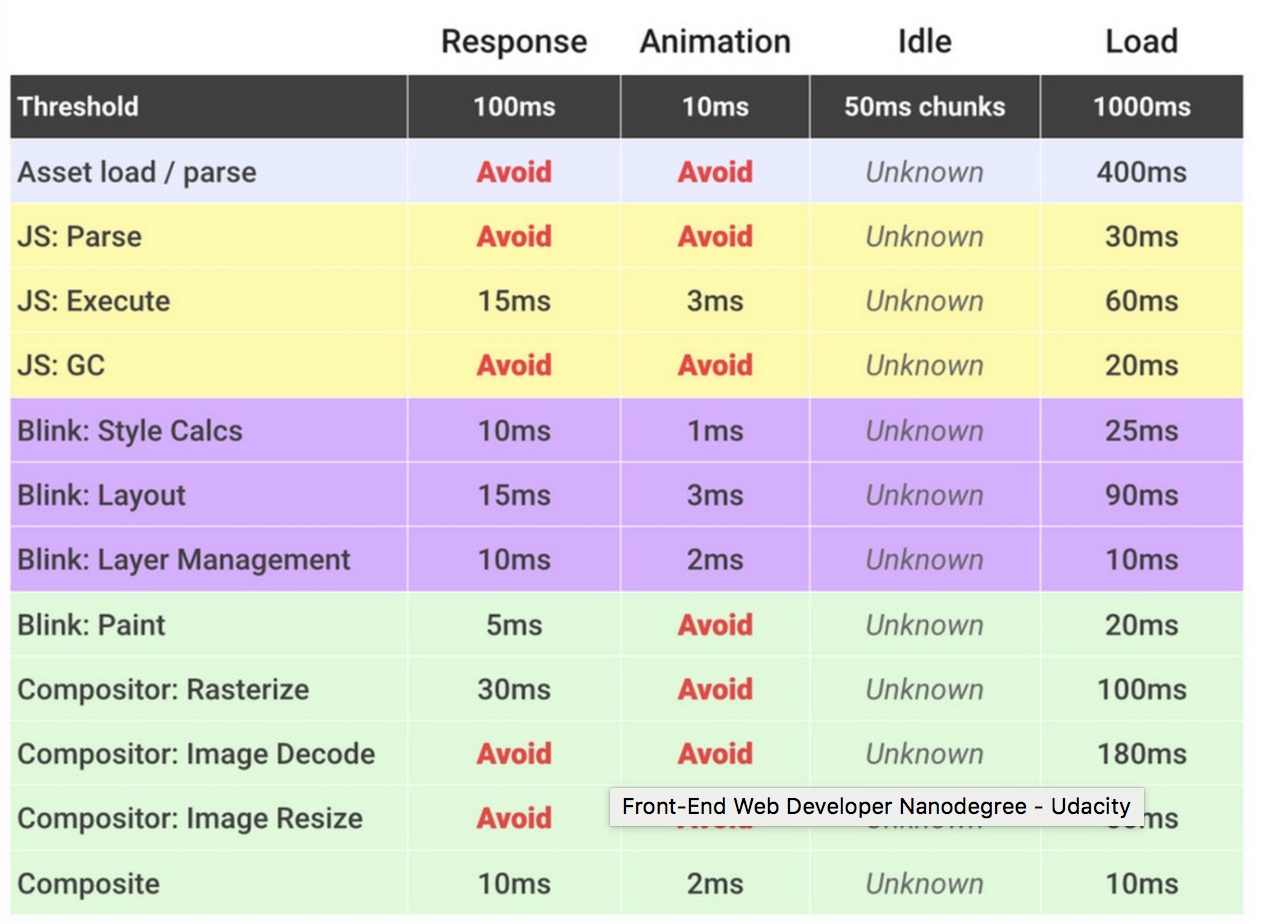 Response Animation Idle Load
Threshold 100ms 10ms 50ms chunks 1000ms
Asset load / parse Avoid Avoid Unknown 400ms
JS: Parse Avoid Avoid Unknown 30ms
JS: Execute 15ms 3ms Unknown 60ms
JS: GC Avoid Avoid Unknown 20ms
Blink: Style Calcs 10ms 1ms Unknown 25ms
Blink: Layout 15ms 3ms Unknown 90ms
Blink: Layer Management 10ms 2ms Unknown 10ms
Blink: Paint 5ms Avoid Unknown 20ms
Compositor: Rasterize 30ms Avoid Unknown 100ms
Compositor: Image Decode Avoid Avoid Unknown 180ms
Front-End Web Developer Nanodegree - Udacity
Compositor: Image Resize Avoid Avoid Unknown
Composite 10ms 2ms Unknown 10ms